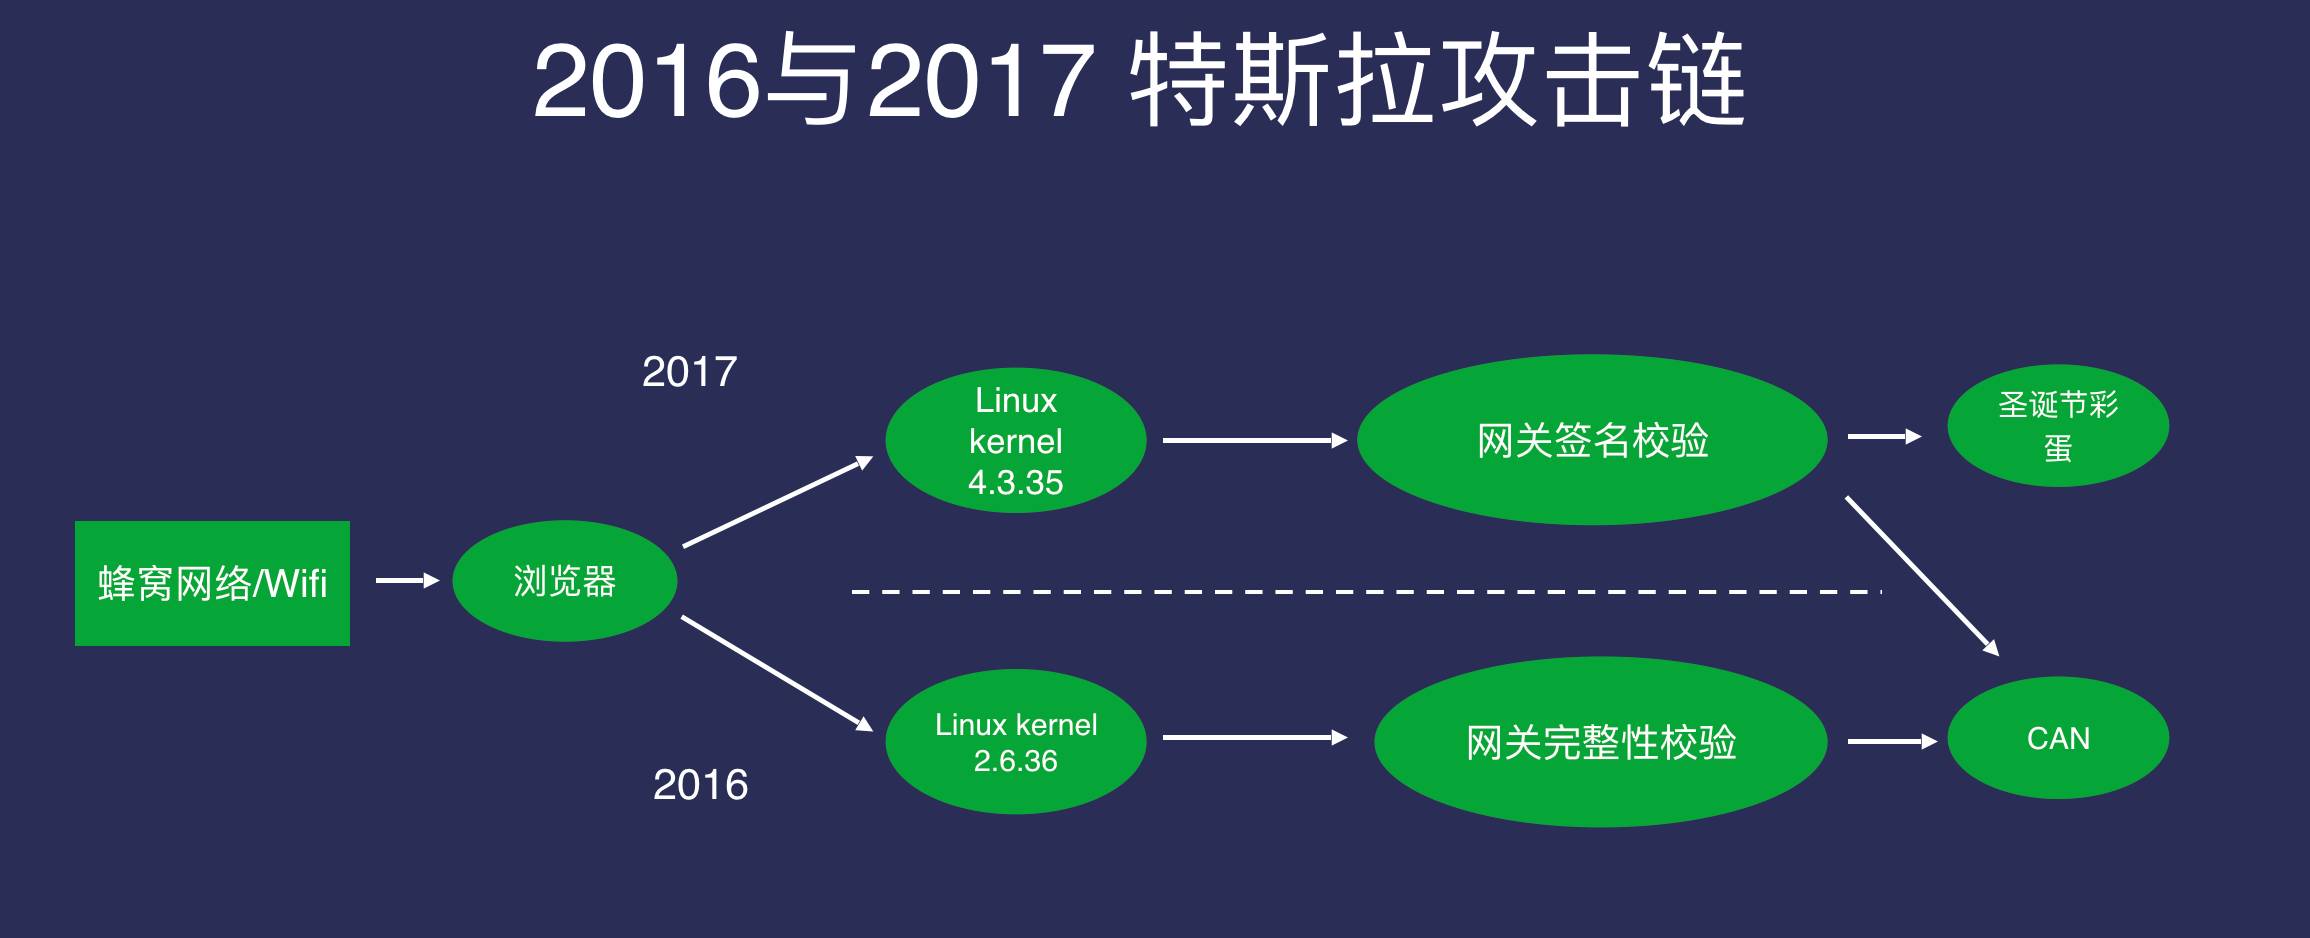 2016与2017 特斯拉攻击链
2017
Linux
kernel
4.3.35
网关签名校验
圣诞节彩
蛋
蜂窝网络/Wifi
浏览器
Linux kernel
2.6.36
网关完整性校验
CAN
2016